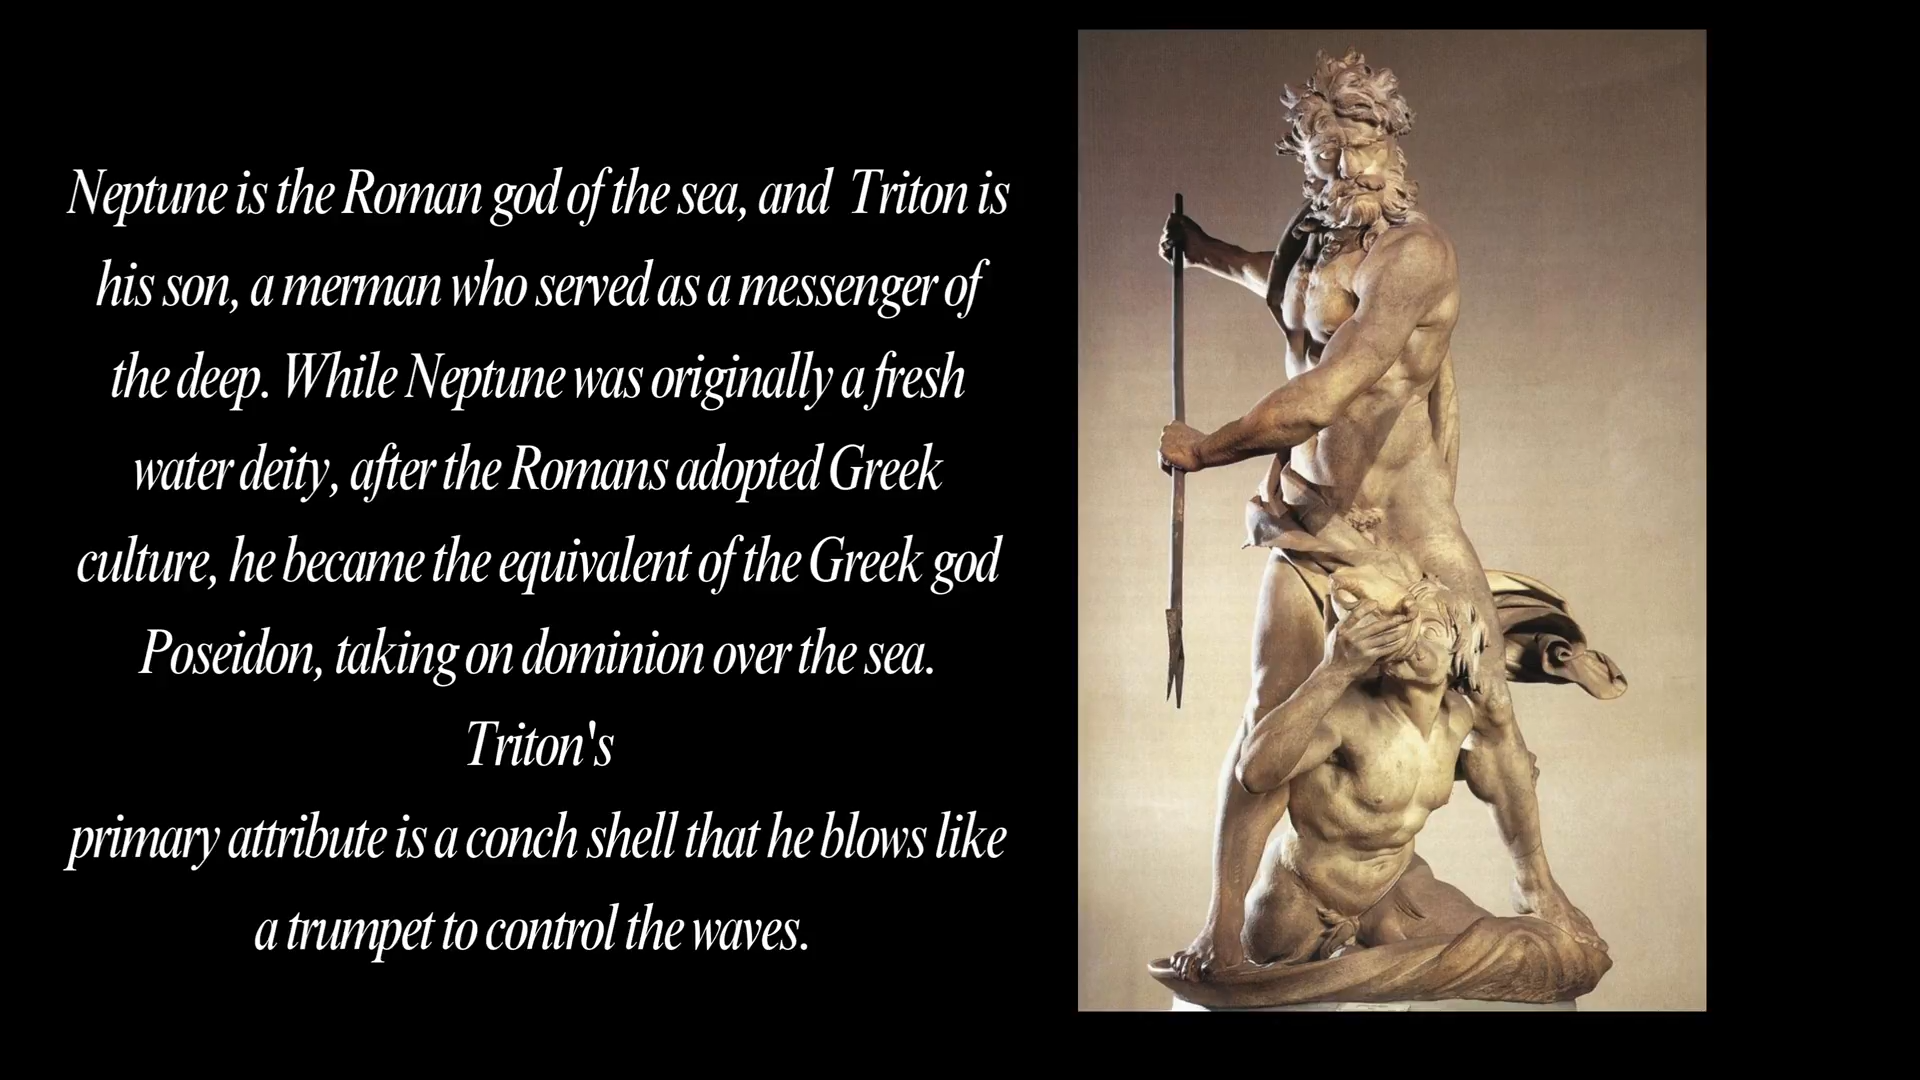 Neptune is the Roman god of the sea, and  Triton is
his son, a merman who served as a messenger of
the deep. While Neptune was originally a fresh
water deity, after the Romans adopted Greek
culture, he became the equivalent of the Greek god
Poseidon, taking on dominion over the sea.
Triton's
primary attribute is a conch shell that he blows like
a trumpet to control the waves.